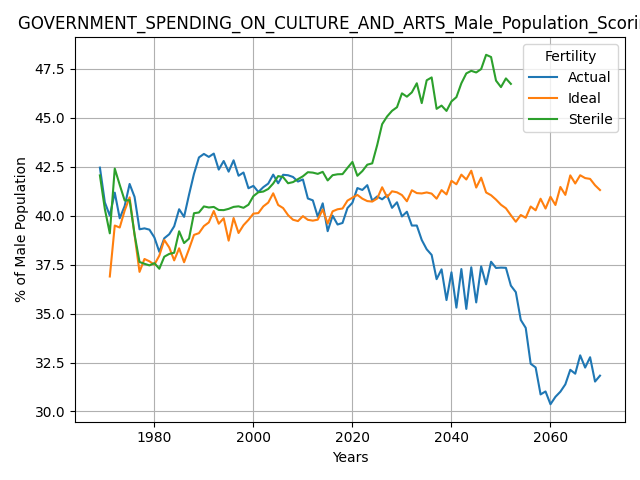 GOVERNMENT_SPENDING_ON_CULTURE_AND_ARTS_Male_Population_Scori
Fertility
Actual
Ideal
Sterile
% of Male Population
47.5
45.0
42.5
40.0
37.5
35.0
32.5
30.0
1980
2000
2020
2040
2060
Years